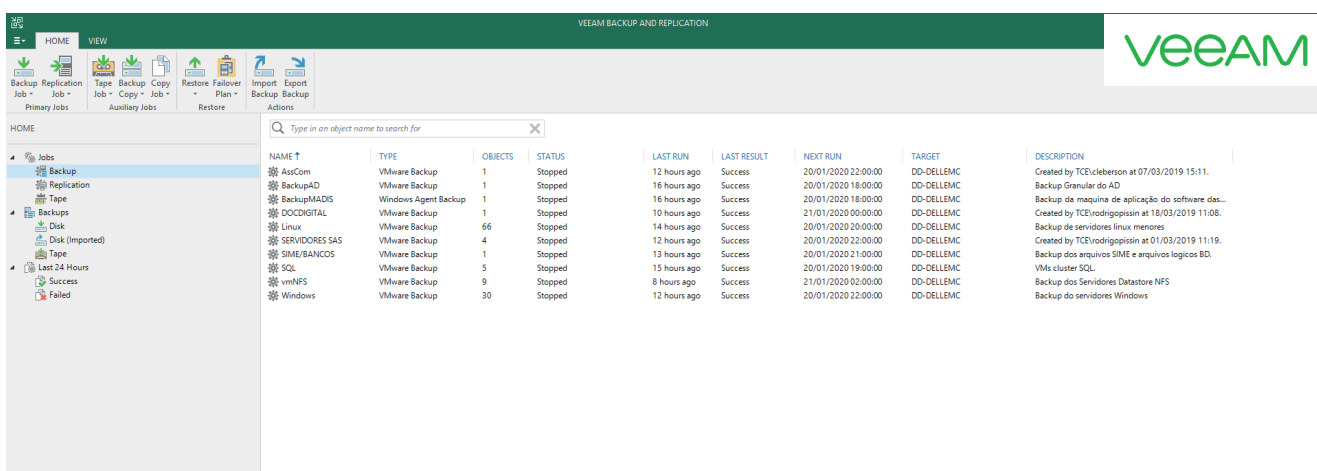 VEEAM BACKUP AND REPLICATION
HOME VIEW
VEEAM
Backup Replication Tape Backup Copy Restore Failover Import Export
Job Job Job Copy Job Plan Backup Backup
Primary Jobs Auxiliary Jobs Restore Actions
HOME
Type in an object name to search for
Jobs
Backup
Replication
Tape
Backups
Disk
Disk (Imported)
Tape
Last 24 Hours
Success
Failed
NAME TYPE OBJECTS STATUS LAST RUN LAST RESULT NEXT RUN TARGET DESCRIPTION
AssCom VMware Backup 1 Stopped 12 hours ago Success 20/01/2020 22:00:00 DD-DELLEMC Created by TCE\cleberson at 07/03/2019 15:11.
BackupAD VMware Backup 1 Stopped 16 hours ago Success 20/01/2020 18:00:00 DD-DELLEMC Backup Granular do AD
BackupMADIS Windows Agent Backup 1 Stopped 16 hours ago Success 20/01/2020 18:00:00 DD-DELLEMC Backup da maquina de aplicação do software das...
DOCDIGITAL VMware Backup 1 Stopped 10 hours ago Success 21/01/2020 00:00:00 DD-DELLEMC Created by TCE\rodrigopissin at 18/03/2019 11:08.
Linux VMware Backup 66 Stopped 14 hours ago Success 20/01/2020 20:00:00 DD-DELLEMC Backup de servidores linux menores
SERVIDORES SAS VMware Backup 4 Stopped 12 hours ago Success 20/01/2020 22:00:00 DD-DELLEMC Created by TCE\rodrigopissin at 01/03/2019 11:19.
SIME/BANCOS VMware Backup 1 Stopped 13 hours ago Success 20/01/2020 21:00:00 DD-DELLEMC Backup dos arquivos SIME e arquivos logicos BD.
SQL VMware Backup 5 Stopped 15 hours ago Success 20/01/2020 19:00:00 DD-DELLEMC VMs cluster SQL.
vmNFS VMware Backup 9 Stopped 8 hours ago Success 21/01/2020 02:00:00 DD-DELLEMC Backup dos Servidores Datastore NFS
Windows VMware Backup 30 Stopped 12 hours ago Success 20/01/2020 22:00:00 DD-DELLEMC Backup do servidores Windows